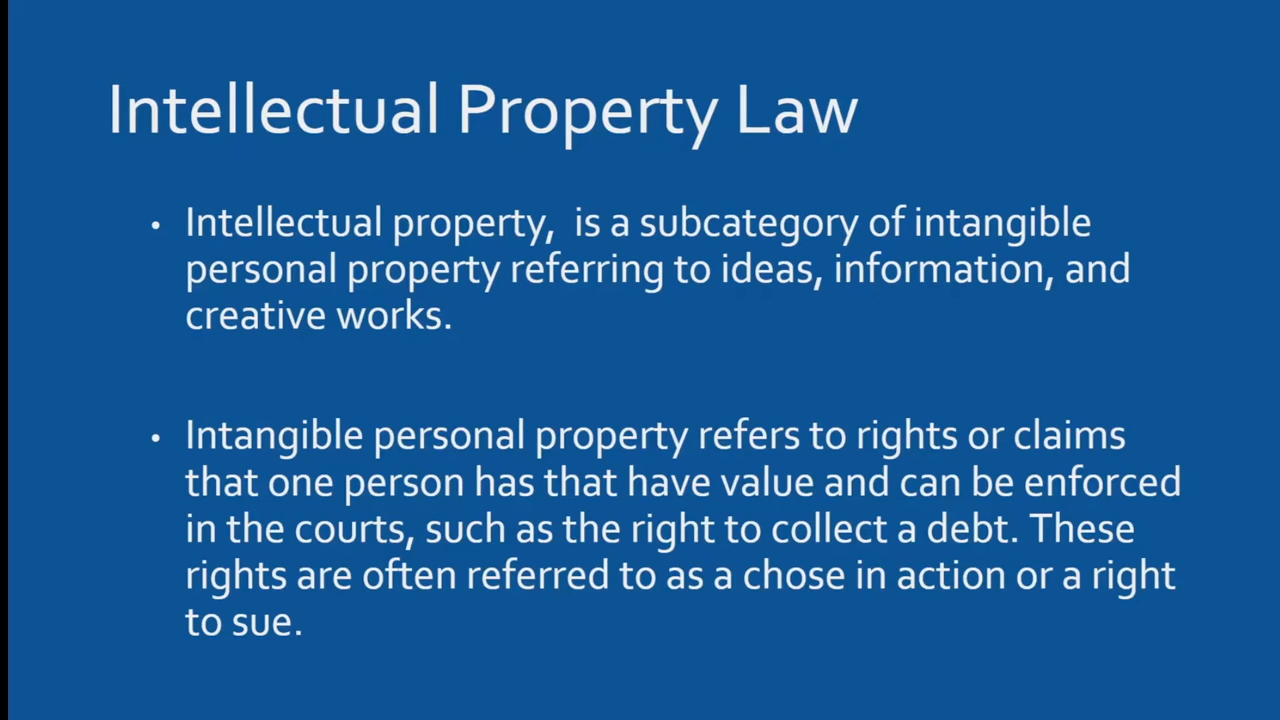 Intellectual Property Law
• Intellectual property,  is a subcategory of intangible
personal property referring to ideas, information, and
creative works.
• Intangible personal property refers to rights or claims
that one person has that have value and can be enforced
in the courts, such as the right to collect a debt. These
rights are often referred to as a chose in action or a right
to sue.